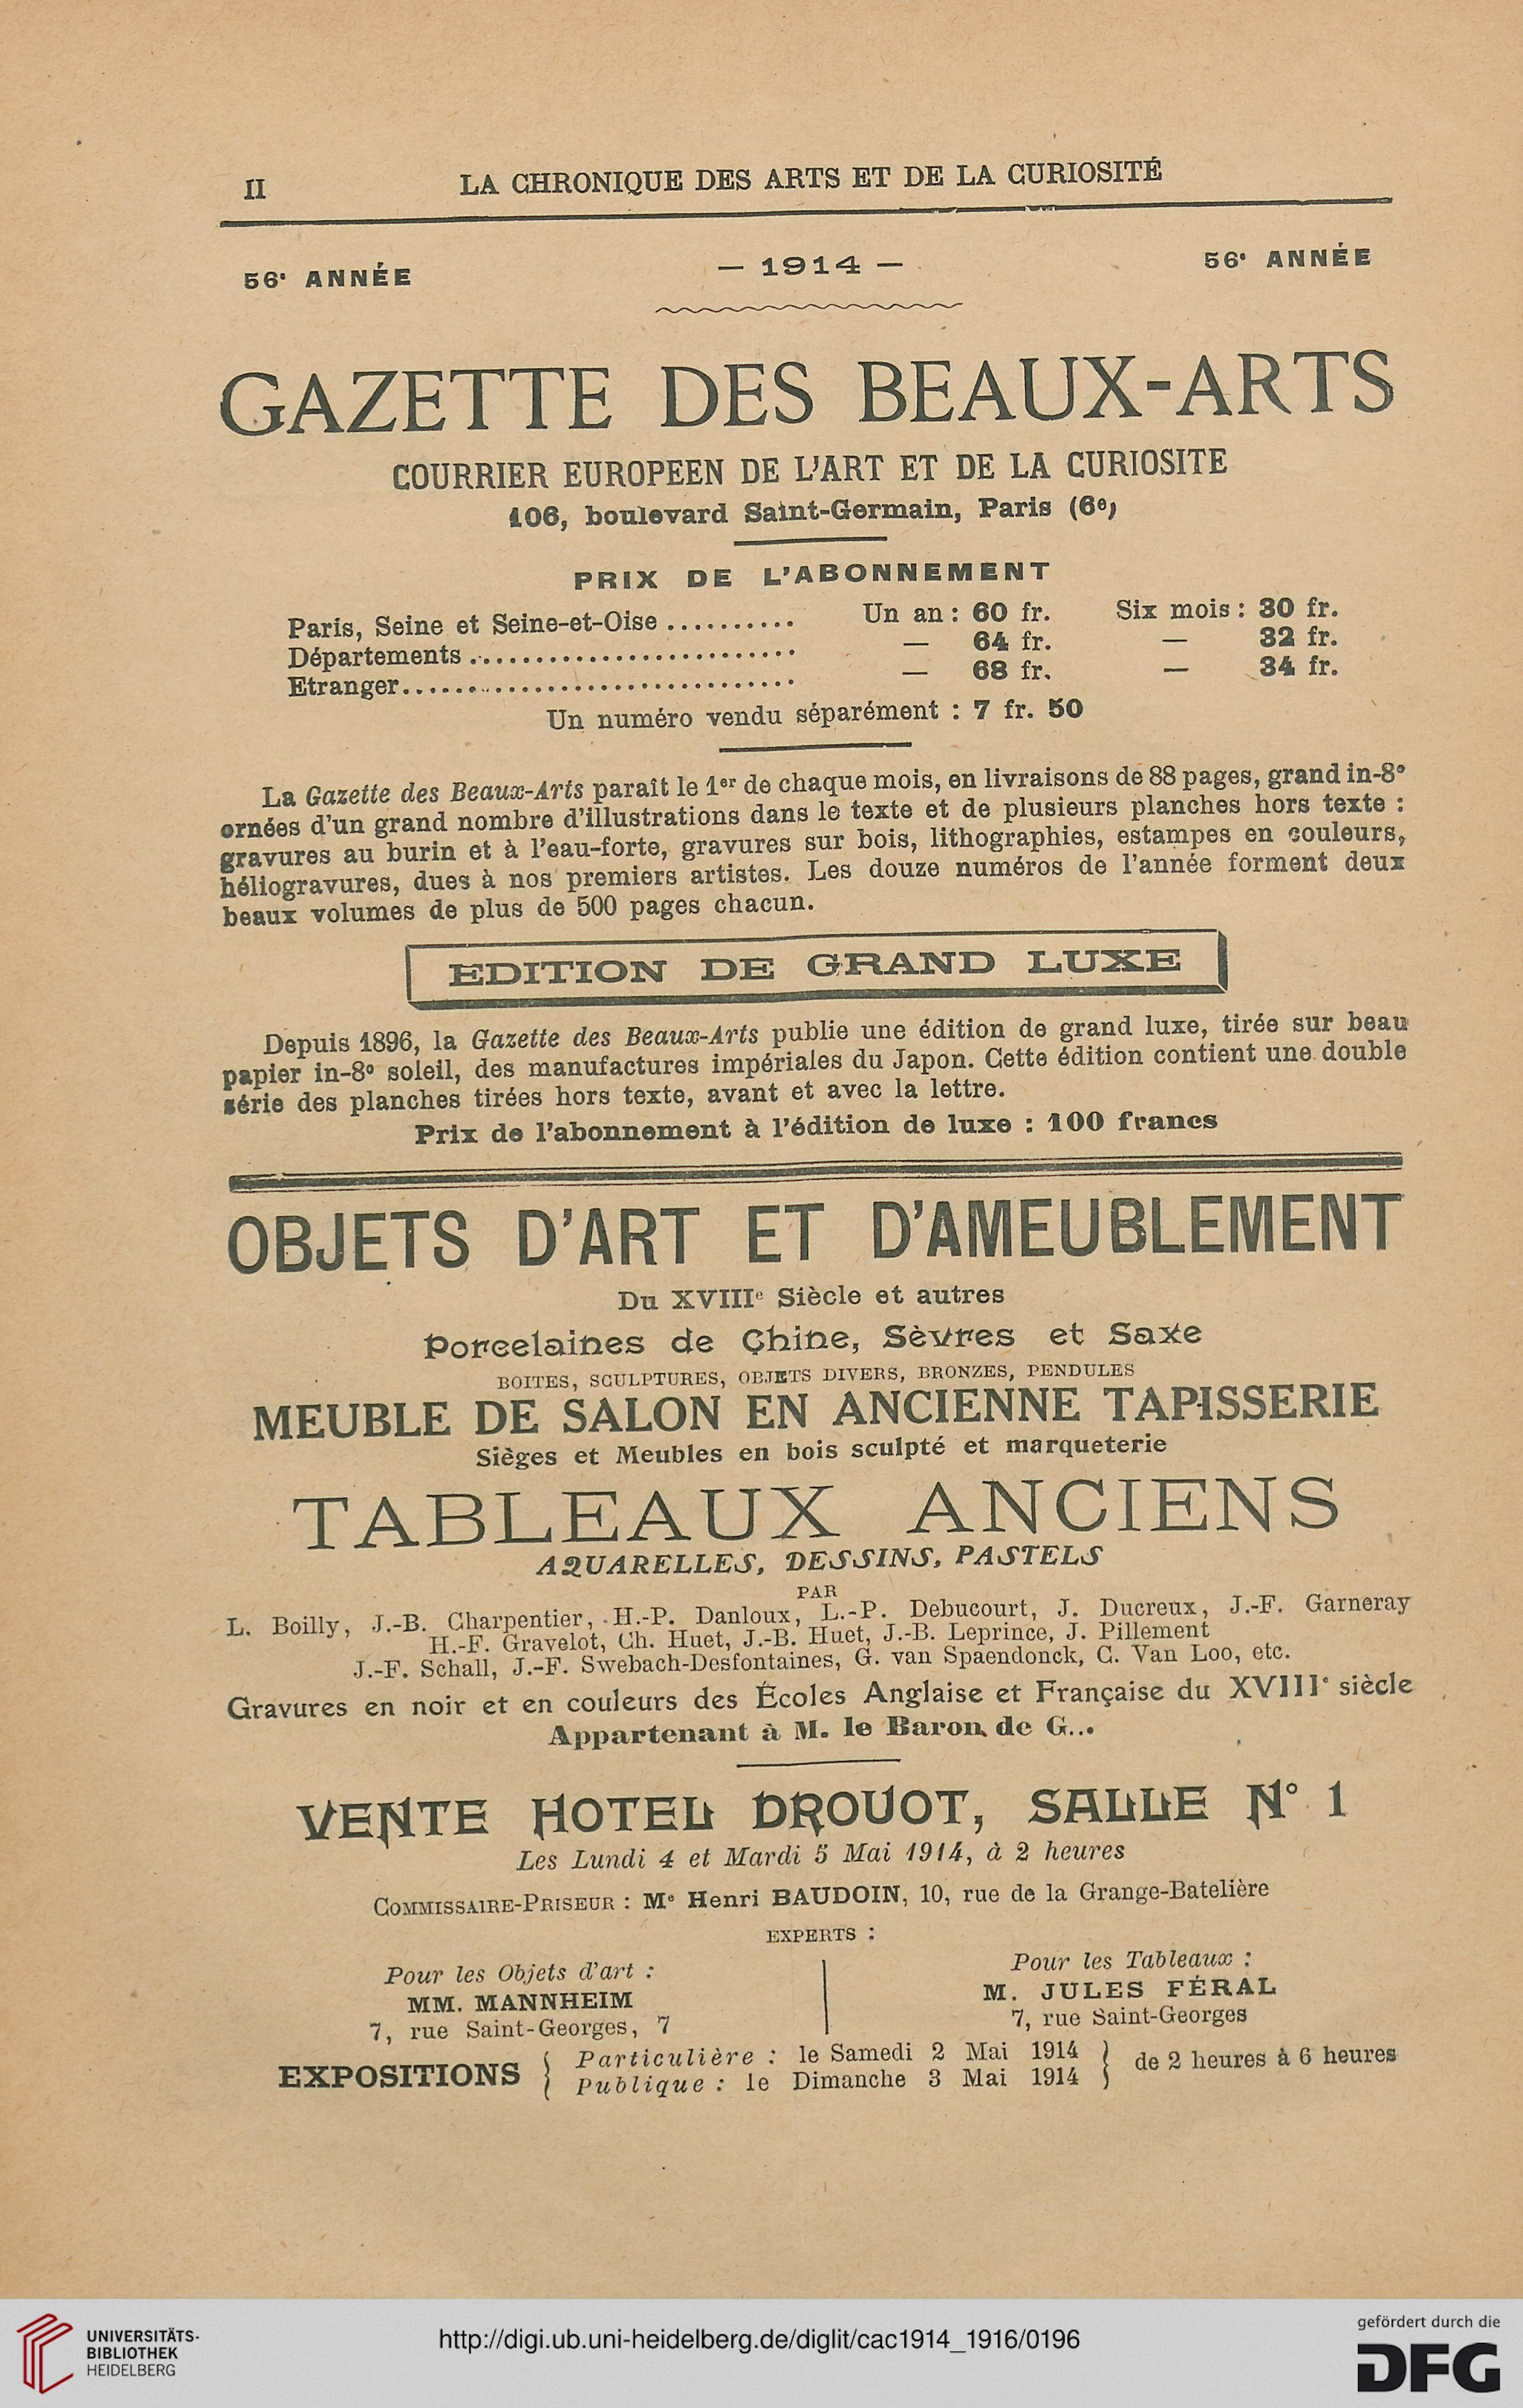 II
LA CHRONIQUE DES ARTS ET DE LA CURIOSITÉ
56e ANNÉE
— 1914 —
56e ANNÉE
GAZETTE DES BEAUX-ARTS
COURRIER EUROPEEN DE L'ART ET DE LA CURIOSITE
106, boulevard Saint-Germain, Paris (6e)
PRIX DE L'ABONNEMENT
Paris, Seine et Seine-et-Oise .......... Un an : 60 fr. Six mois : 30 fr.
Départements .......................... — 64 fr. — 32 fr.
Etranger............................... — 68 fr. — 34 fr.
Un numéro vendu séparément : 7 fr. 50
La Gazette des Beaux-Arts paraît le 1er de chaque mois, en livraisons de 88 pages, grand in-8°
ornées d'un grand nombre d'illustrations dans le texte et de plusieurs planches hors texte :
gravures au burin et à l'eau-forte, gravures sur bois, lithographies, estampes en couleurs,
héliogravures, dues à nos premiers artistes. Les douze numéros de l'année forment deux
beaux volumes de plus de 500 pages chacun.
EDITION DE GRAND LUXE
Depuis 1896, la Gazette des Beaux-Arts publie une édition de grand luxe, tirée sur beau
papier in-8° soleil, des manufactures impériales du Japon. Cette édition contient une double
série des planches tirées hors texte, avant et avec la lettre.
Prix de l'abonnement à l'édition de luxe : 100 francs
OBJETS D'ART ET D'AMEUBLEMENT
Du XVIIIe Siècle et autres
Porcelaines de Chine, Sèvres et Saxe
BOITES, SCULPTURES, OBJETS DIVERS, BRONZES, PENDULES
MEUBLE DE SALON EN ANCIENNE TAPISSERIE
Sièges et Meubles en bois sculpté et marqueterie
TABLEAUX ANCIENS
AQUARELLES, DESSINS, PASTELS
PAR
L. Boilly, J.-B. Charpentier, H.-P. Danloux, L.-P. Debucourt, J. Ducreux, J.-F. Garneray
H.-F. Gravelot, Ch. Huet, J.-B. Huet, J.-B. Leprince, J. Pillement
J.-F. Schall, J.-F. Swebach-Desfontaines, G. van Spaendonck, C. Van Loo, etc.
Gravures en noir et en couleurs des Écoles Anglaise et Française du XVIIIe siècle
Appartenant à M. le Baron de G...
VENTE HOTEL DROUOT, SALLE N° 1
Les Lundi 4 et Mardi 5 Mai 1914, à 2 heures
COMMISSAIRE-PRISEUR : Me Henri BAUDOIN, 10, rue de la Grange-Batelière
EXPERTS :
Pour les Objets d'art :
MM. MANNHEIM
7, rue Saint-Georges, 7
Pour les Tableaux :
M. JULES FÉRAL
7, rue Saint-Georges
EXPOSITIONS { Particulière : le Samedi 2 Mai 1914 } de 2 heures à 6 heures
{ Publique : le Dimanche 3 Mai 1914 }
UNIVERSITÄTS-
BIBLIOTHEK
HEIDELBERG
http://digi.ub.uni-heidelberg.de/diglit/cac1914_1916/0196
gefördert durch die
DFG